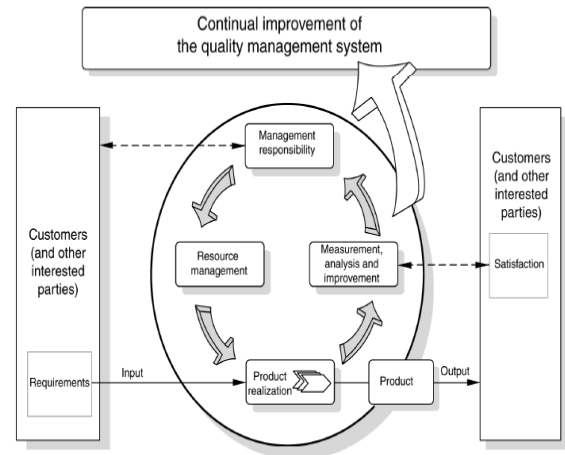 Continual improvement of
the quality management system
Management
responsibility
Customers
(and other
interested
parties)
Customers
(and other
interested
parties)
Resource
management
Measurement,
analysis and
improvement
Satisfaction
Requirements
Input
Product
realization
Product
Output